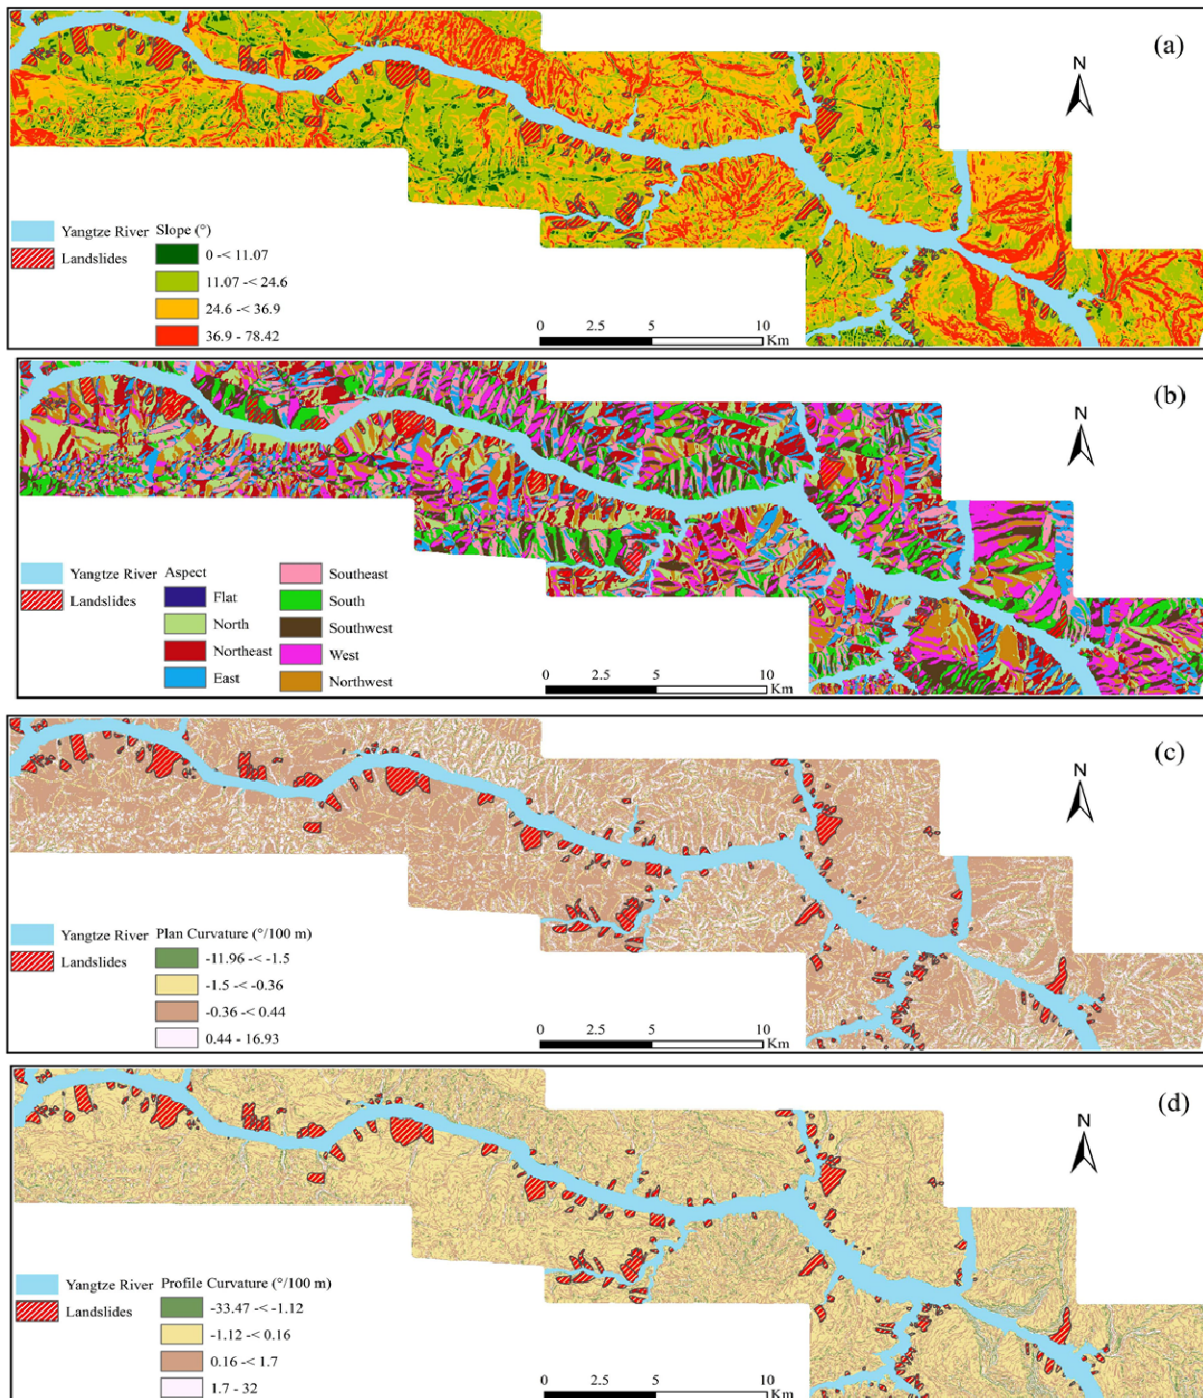 (a)
N
Yangtze River
Landslides
Slope (°)
0 -< 11.07
11.07 -< 24.6
24.6 -< 36.9
36.9 - 78.42
0 2.5 5 10
Km
(b)
N
Yangtze River
Landslides
Aspect
Flat
North
Northeast
East
Southeast
South
Southwest
West
Northwest
0 2.5 5 10
Km
(c)
N
Yangtze River
Landslides
Plan Curvature (°/100 m)
-11.96 -< -1.5
-1.5 -< -0.36
-0.36 -< 0.44
0.44 - 16.93
0 2.5 5 10
Km
(d)
N
Yangtze River
Landslides
Profile Curvature (°/100 m)
-33.47 -< -1.12
-1.12 -< 0.16
0.16 -< 1.7
1.7 - 32
0 2.5 5 10
Km